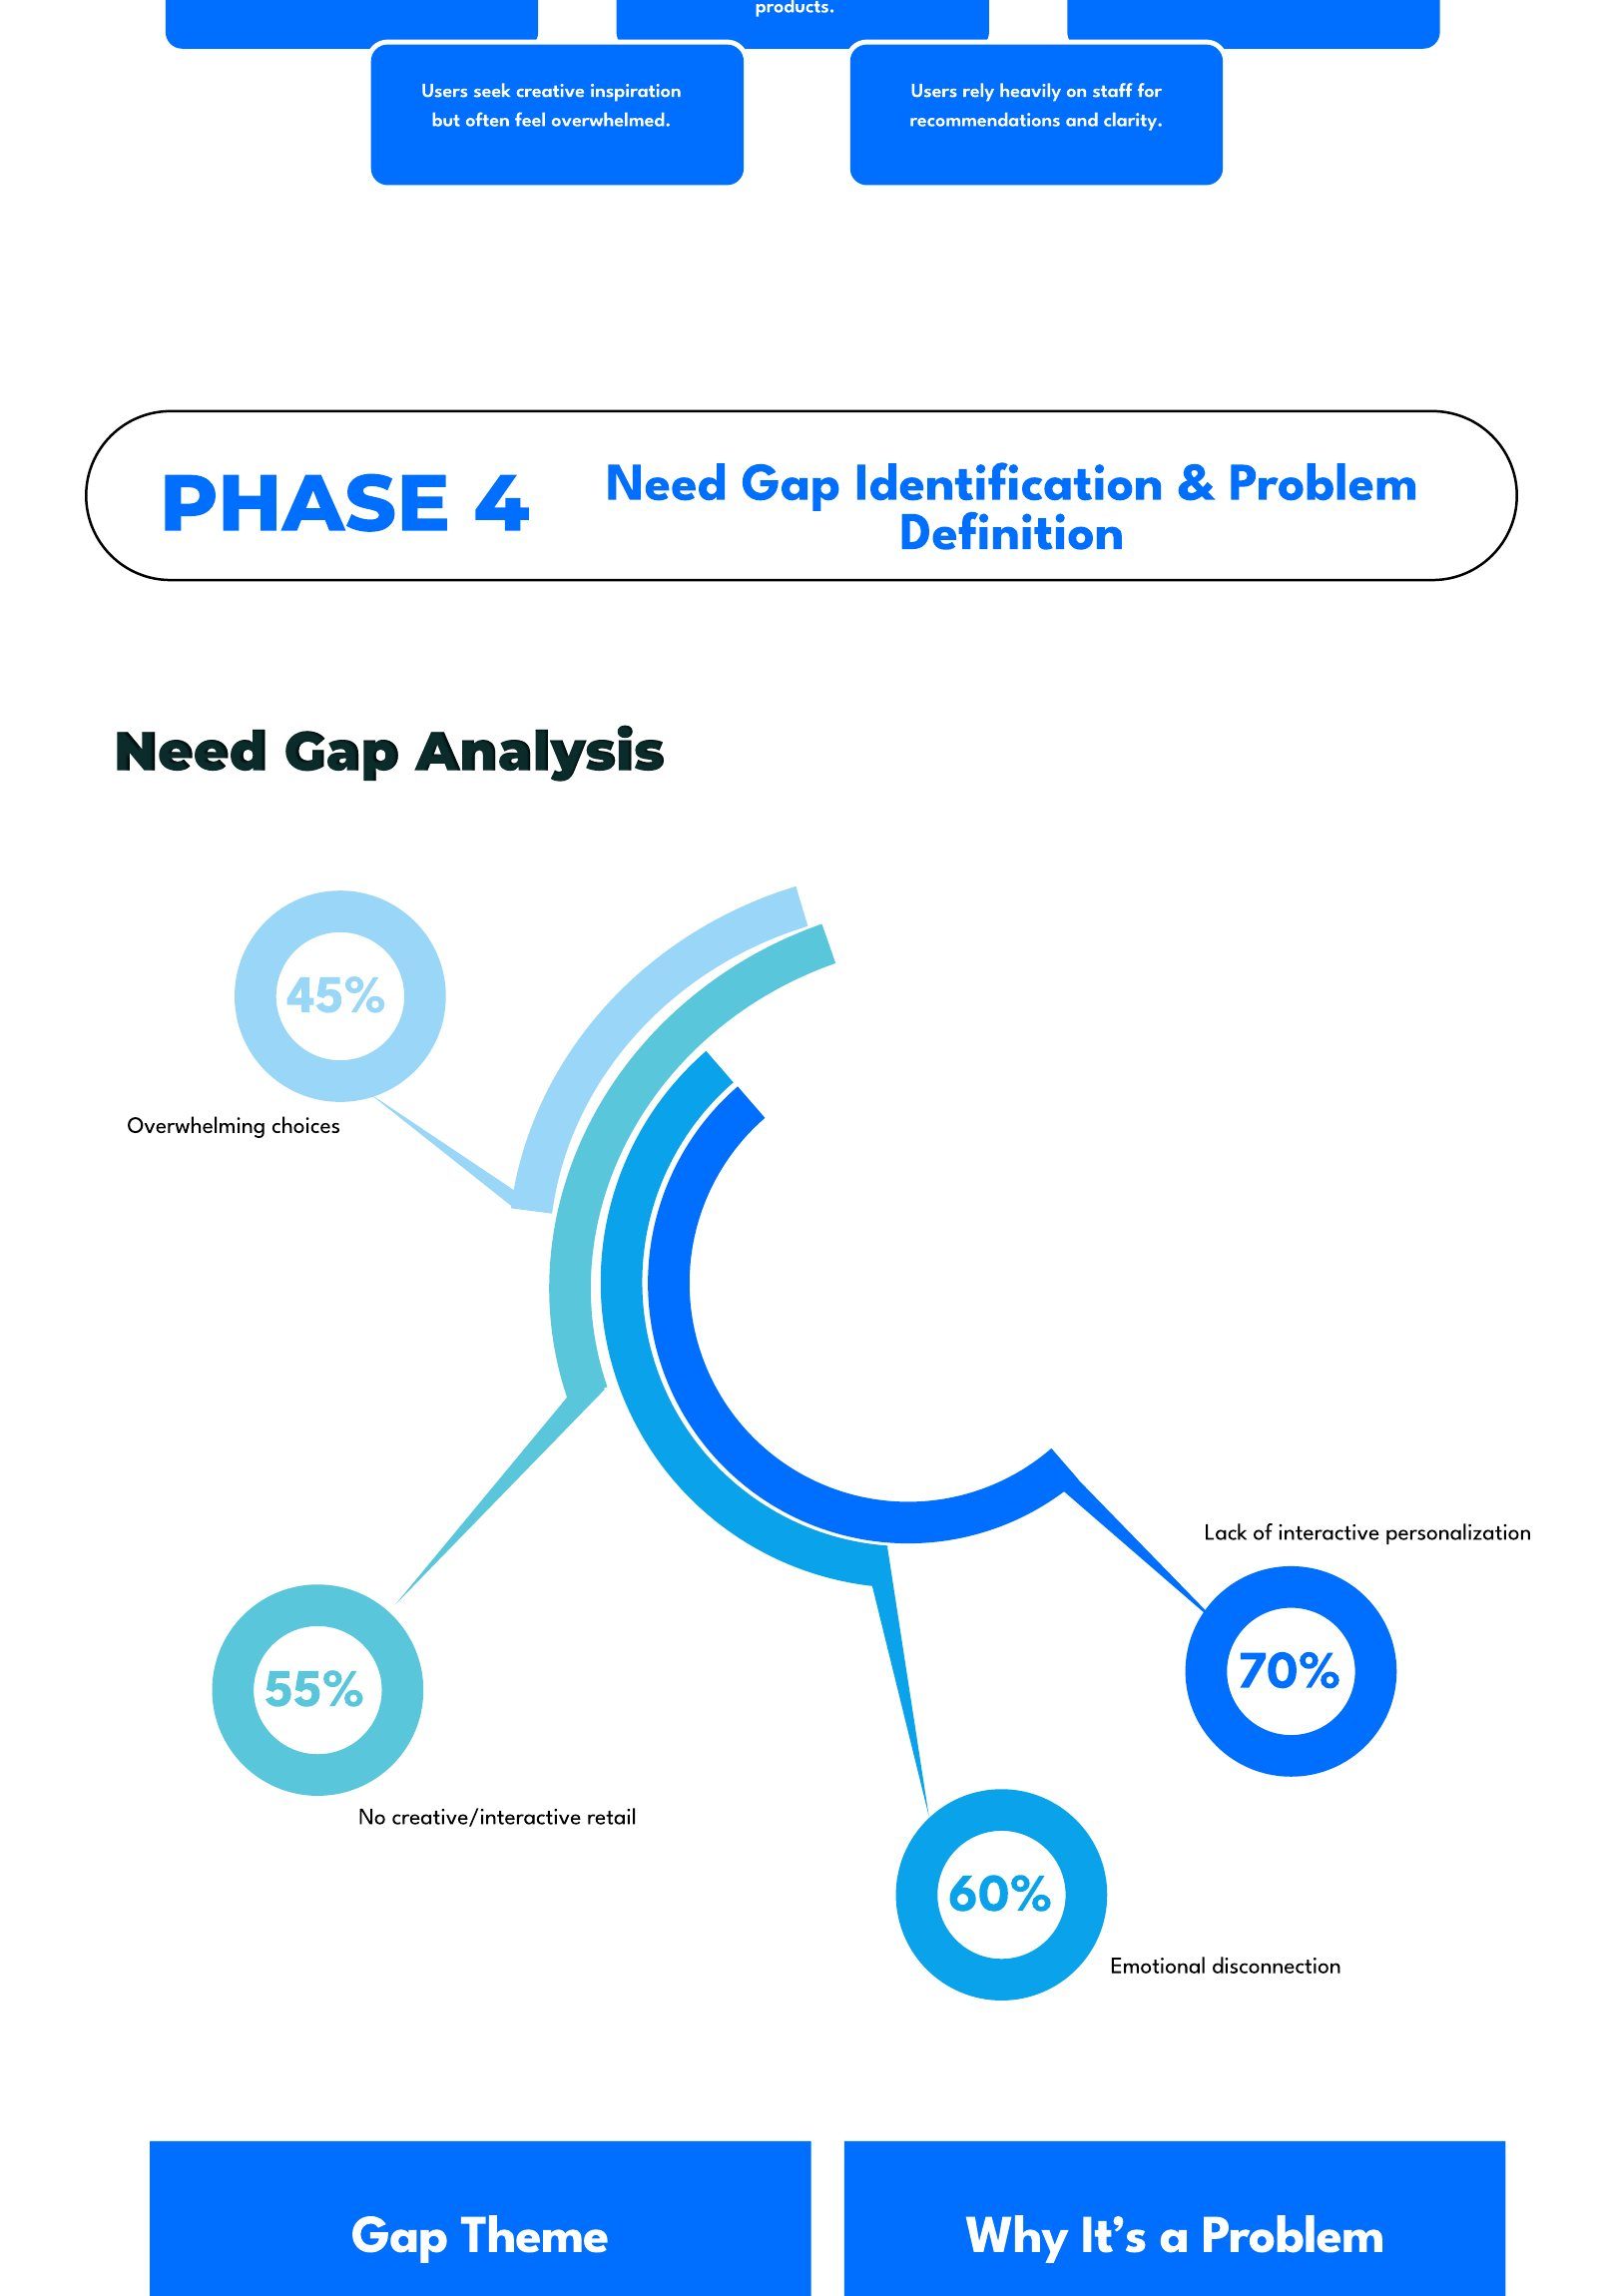 products.
Users seek creative inspiration
but often feel overwhelmed.
Users rely heavily on staff for
recommendations and clarity.
PHASE 4
Need Gap Identification & Problem
Definition
Need Gap Analysis
45%
Overwhelming choices
Lack of interactive personalization
70%
55%
No creative/interactive retail
60%
Emotional disconnection
Gap Theme
Why It’s a Problem